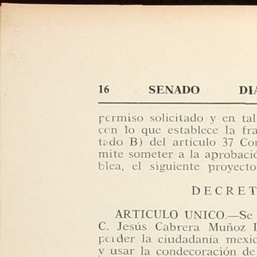 16 SENADO DIA
permiso solicitado y en tal
con lo que establece la fra
tado B) del artículo 37 Con
mite someter a la aprobació
blea, el siguiente proyecto
DECRET
ARTICULO UNICO.—Se
C. Jesús Cabrera Muñoz L
perder la ciudadanía mexic
y usar la condecoración de